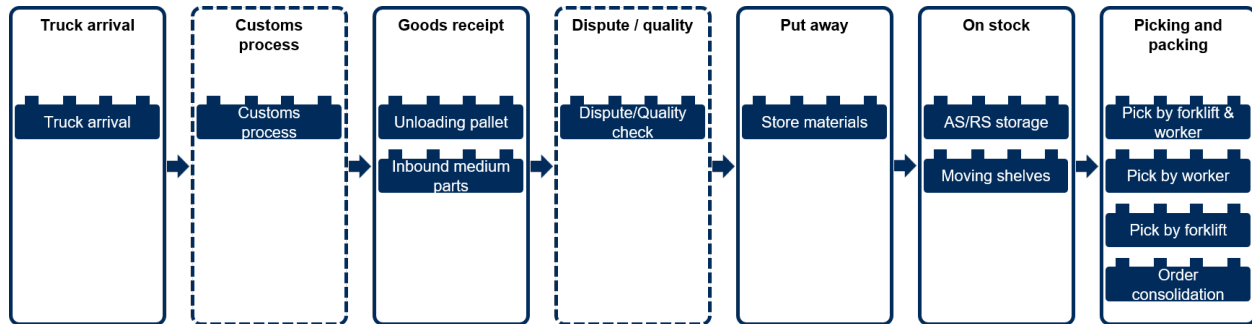 Truck arrival
Truck arrival
Customs
process
Customs
process
Goods receipt
Unloading pallet
Inbound medium
parts
Dispute / quality
Dispute/Quality
check
Put away
Store materials
On stock
AS/RS storage
Moving shelves
Picking and
packing
Pick by forklift &
worker
Pick by worker
Pick by forklift
Order
consolidation